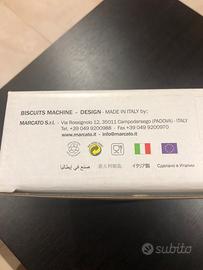 BISCUITS MACHINE - DESIGN - MADE IN ITALY by:
MARCATO S.r.l. - Via Rossignolo 12, 35011 Campodarsego (PADOVA) - ITALY
Tel. +39 049 9200988 - Fax +39 049 9200970
www.marcato.it - info@marcato.it
صنع في إيطاليا 意大利製造 イタリア製 Сделано в Италии
subito